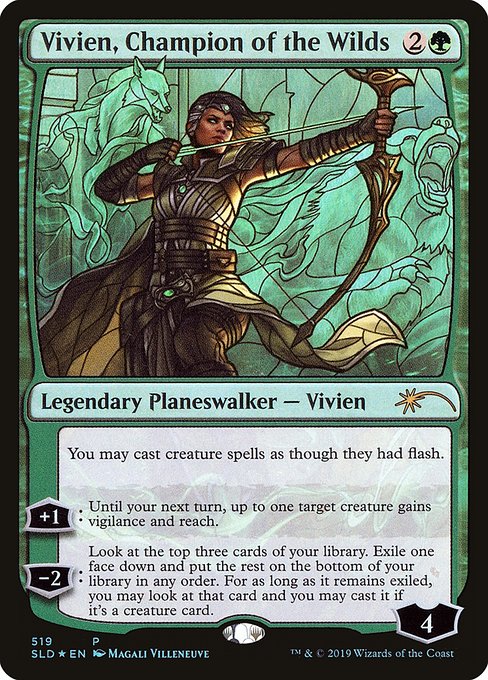 Vivien, Champion of the Wilds 2
Legendary Planeswalker — Vivien
You may cast creature spells as though they had flash.
+1 : Until your next turn, up to one target creature gains
vigilance and reach.
−2 : Look at the top three cards of your library. Exile one
face down and put the rest on the bottom of your
library in any order. For as long as it remains exiled,
you may look at that card and you may cast it if
it's a creature card.
4
519 P
SLD ★ EN Magali Villeneuve
™ & © 2019 Wizards of the Coast